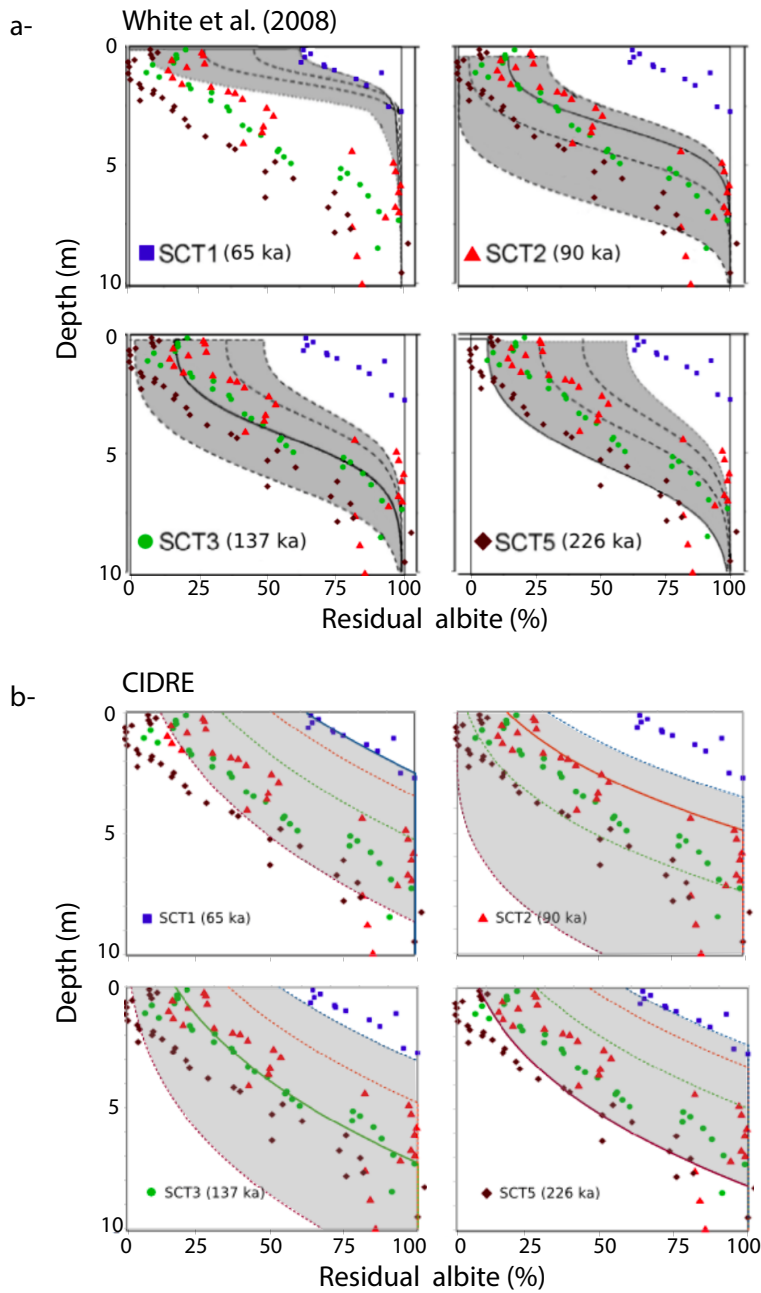 a-
White et al. (2008)
0
5
10
Depth (m)
SCT1 (65 ka)
SCT2 (90 ka)
0
5
10
SCT3 (137 ka)
SCT5 (226 ka)
0 25 50 75 100
0 25 50 75 100
Residual albite (%)
b-
CIDRE
0
5
10
Depth (m)
SCT1 (65 ka)
SCT2 (90 ka)
0
5
10
SCT3 (137 ka)
SCT5 (226 ka)
0 25 50 75 100
0 25 50 75 100
Residual albite (%)